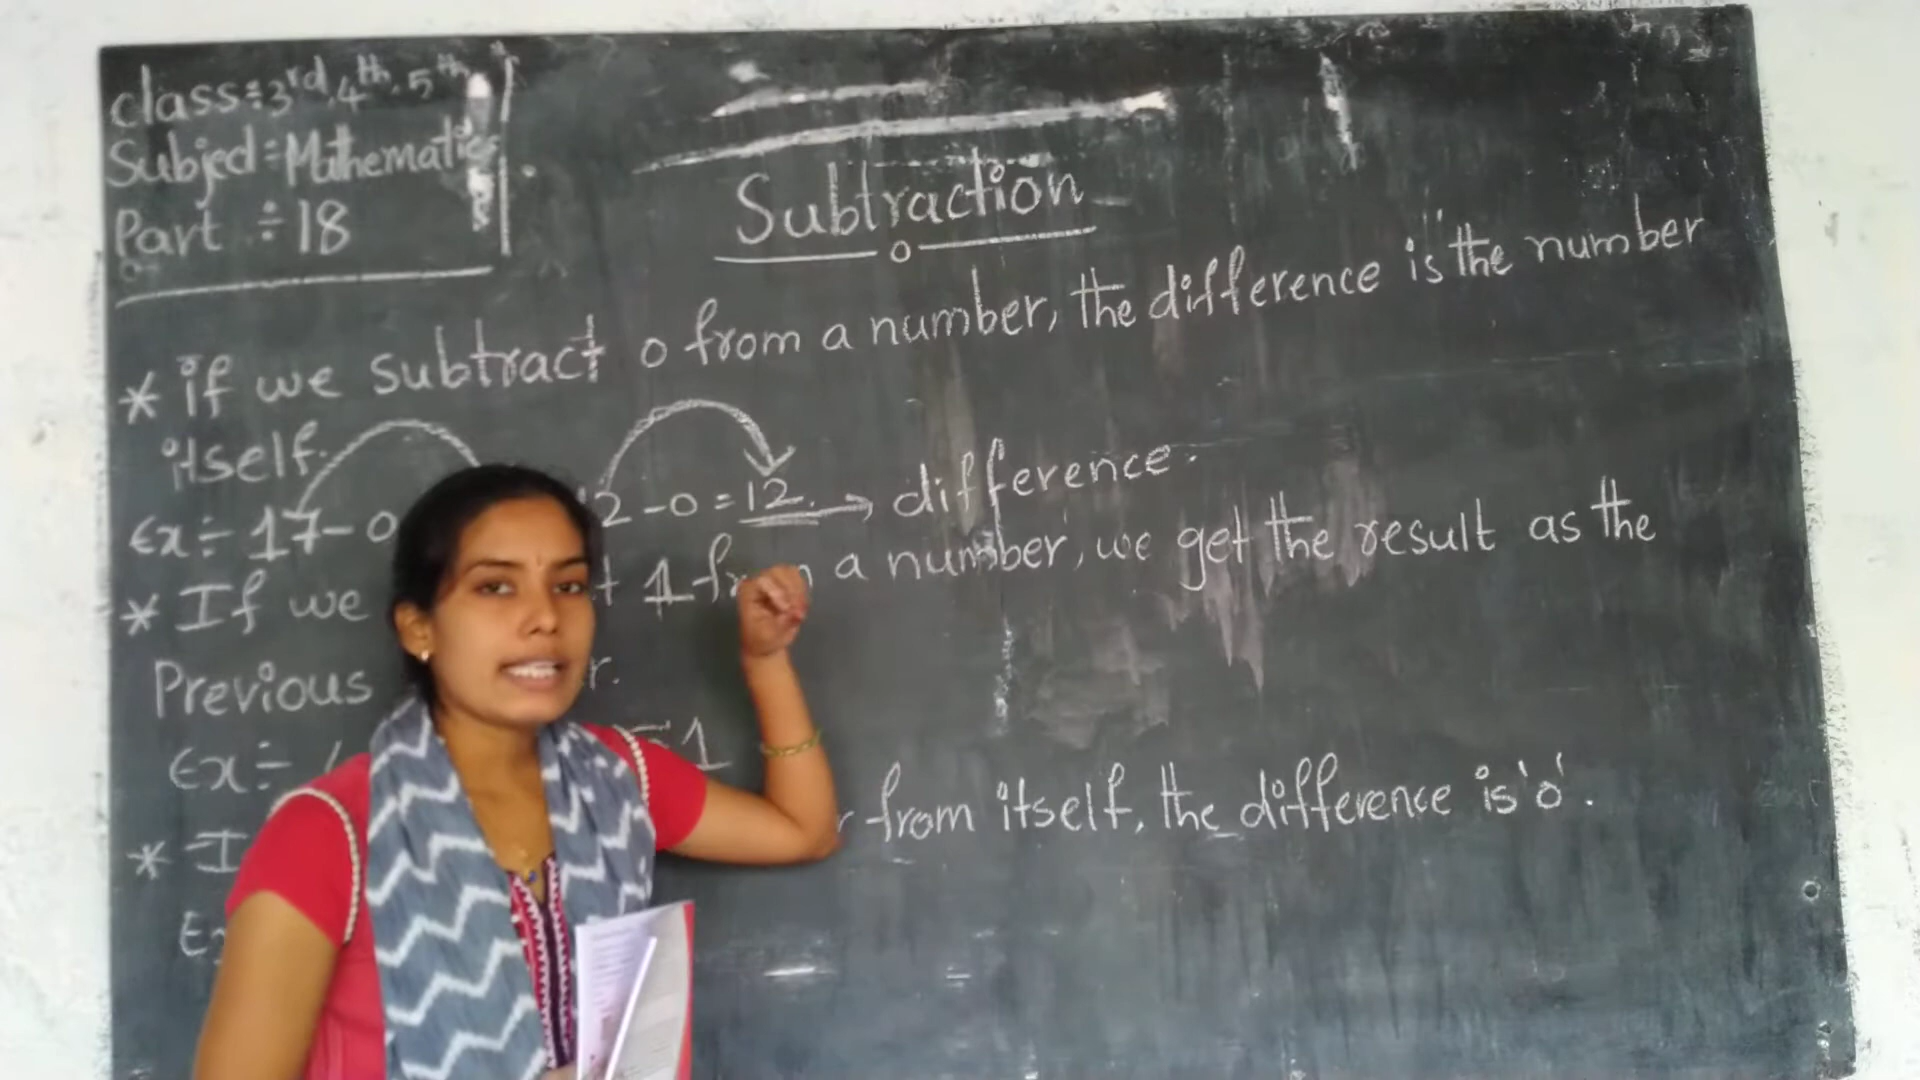 class÷3rd,4th,5th
Subject÷Mathematics
Part ÷18
Subtraction
* if we subtract 0 from a number, the difference is "the number
itself.
Ex÷ 17-0 2-0=12. → difference.
* If we 1 from a number, we get the result as the
Previous
Ex÷ 1
* I from itself, the difference is '0'.